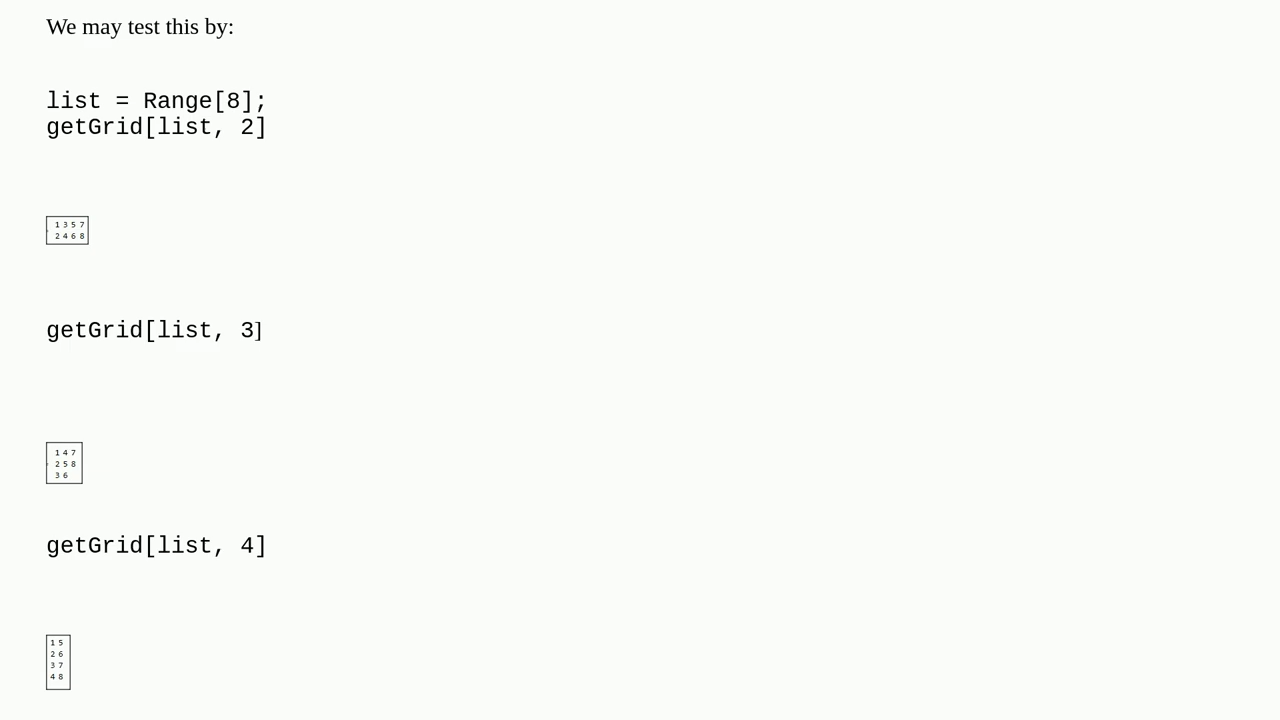 We may test this by:
list = Range[8];
getGrid[list, 2]
1 3 5 7
2 4 6 8
getGrid[list, 3]
1 4 7
2 5 8
3 6
getGrid[list, 4]
1 5
2 6
3 7
4 8